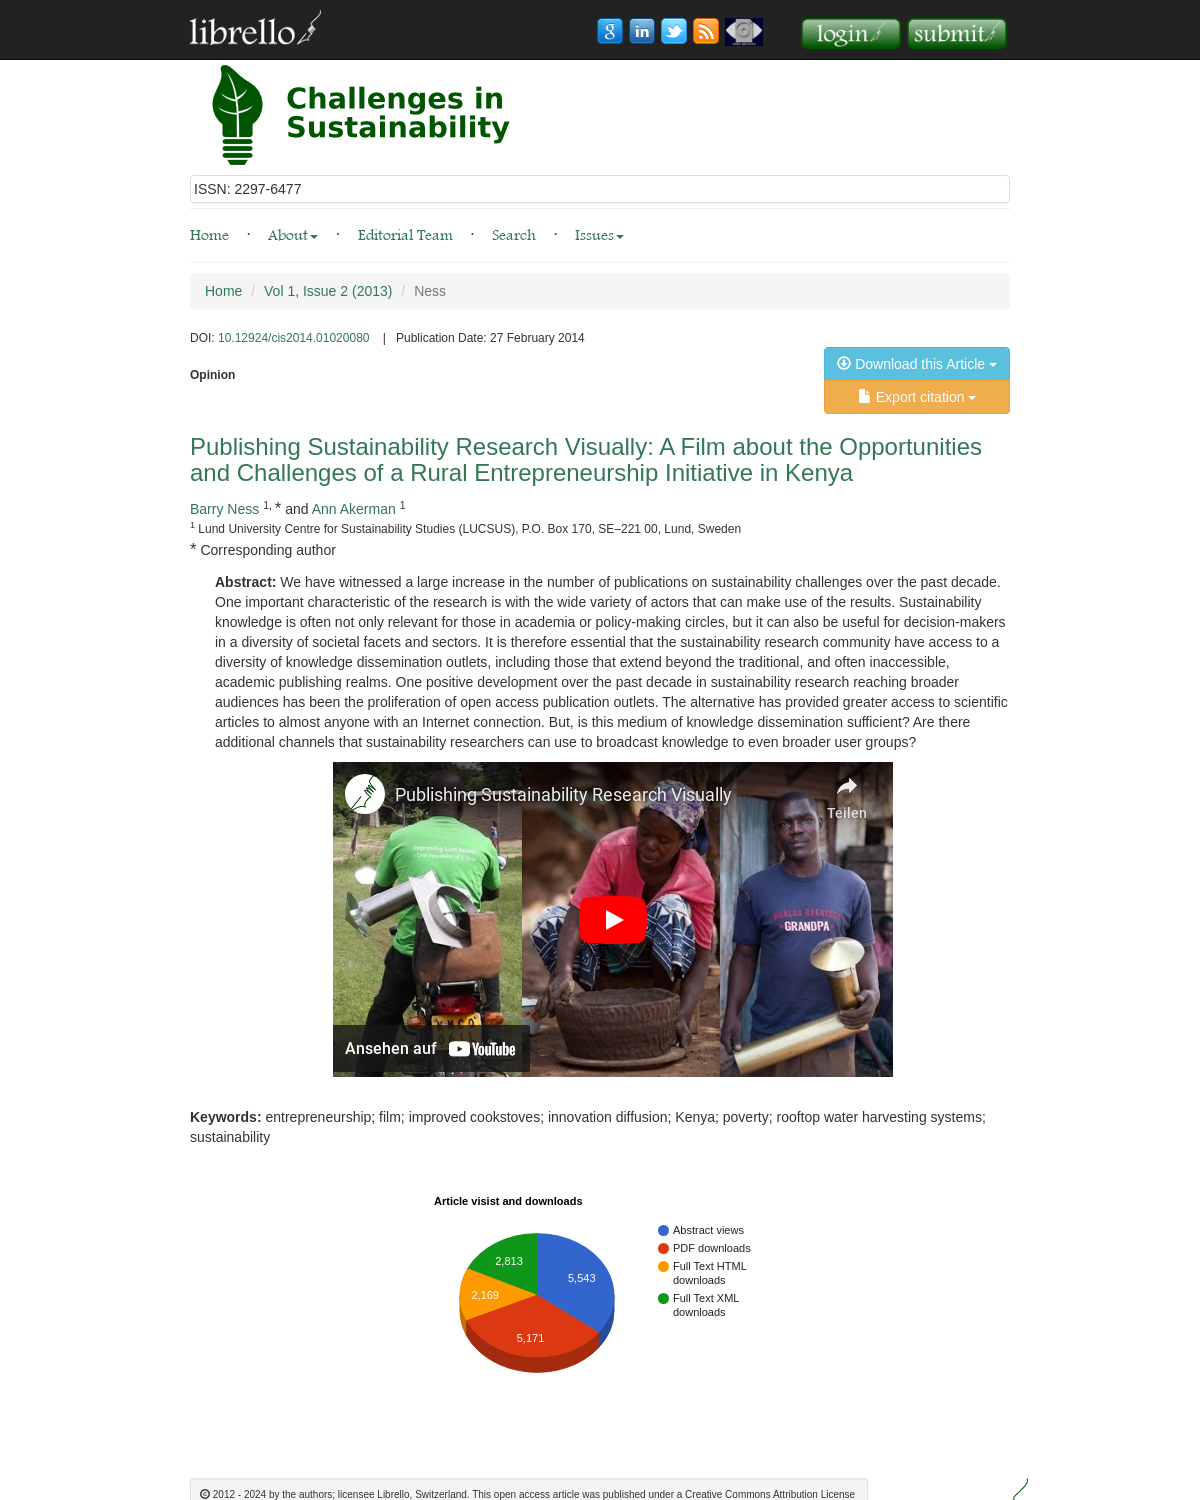 librello
login
submit
Challenges in
Sustainability
ISSN: 2297-6477
Home · About · Editorial Team · Search · Issues
Home / Vol 1, Issue 2 (2013) / Ness
DOI: 10.12924/cis2014.01020080 | Publication Date: 27 February 2014
Download this Article
Opinion
Export citation
Publishing Sustainability Research Visually: A Film about the Opportunities
and Challenges of a Rural Entrepreneurship Initiative in Kenya
Barry Ness 1, * and Ann Akerman 1
1 Lund University Centre for Sustainability Studies (LUCSUS), P.O. Box 170, SE–221 00, Lund, Sweden
* Corresponding author
Abstract: We have witnessed a large increase in the number of publications on sustainability challenges over the past decade.
One important characteristic of the research is with the wide variety of actors that can make use of the results. Sustainability
knowledge is often not only relevant for those in academia or policy-making circles, but it can also be useful for decision-makers
in a diversity of societal facets and sectors. It is therefore essential that the sustainability research community have access to a
diversity of knowledge dissemination outlets, including those that extend beyond the traditional, and often inaccessible,
academic publishing realms. One positive development over the past decade in sustainability research reaching broader
audiences has been the proliferation of open access publication outlets. The alternative has provided greater access to scientific
articles to almost anyone with an Internet connection. But, is this medium of knowledge dissemination sufficient? Are there
additional channels that sustainability researchers can use to broadcast knowledge to even broader user groups?
Publishing Sustainability Research Visually
Teilen
WORLDS GREATEST
GRANDPA
Ansehen auf YouTube
Keywords: entrepreneurship; film; improved cookstoves; innovation diffusion; Kenya; poverty; rooftop water harvesting systems;
sustainability
Article visist and downloads
5,543
5,171
2,169
2,813
Abstract views
PDF downloads
Full Text HTML
downloads
Full Text XML
downloads
© 2012 - 2024 by the authors; licensee Librello, Switzerland. This open access article was published under a Creative Commons Attribution License